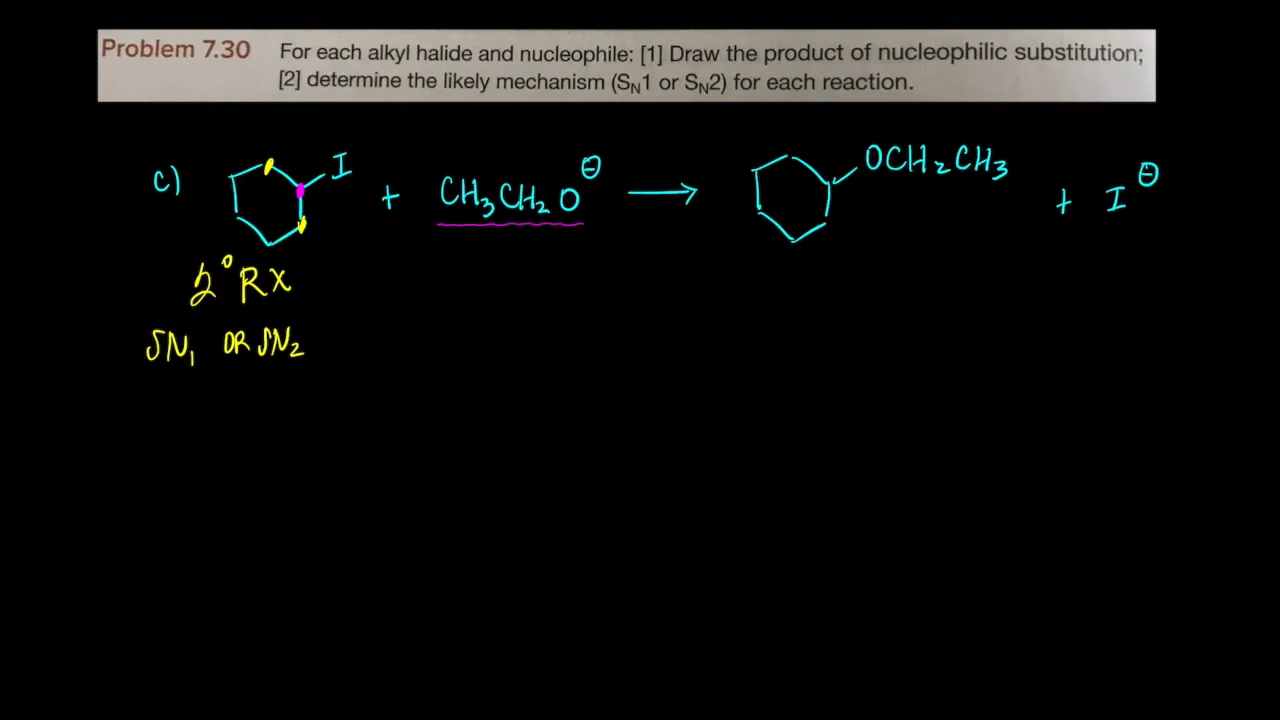 Problem 7.30 For each alkyl halide and nucleophile: [1] Draw the product of nucleophilic substitution;
[2] determine the likely mechanism (SN1 or SN2) for each reaction.
c) I + CH3CH2O⊖ → OCH2CH3 + I⊖
2° RX
SN1 OR SN2